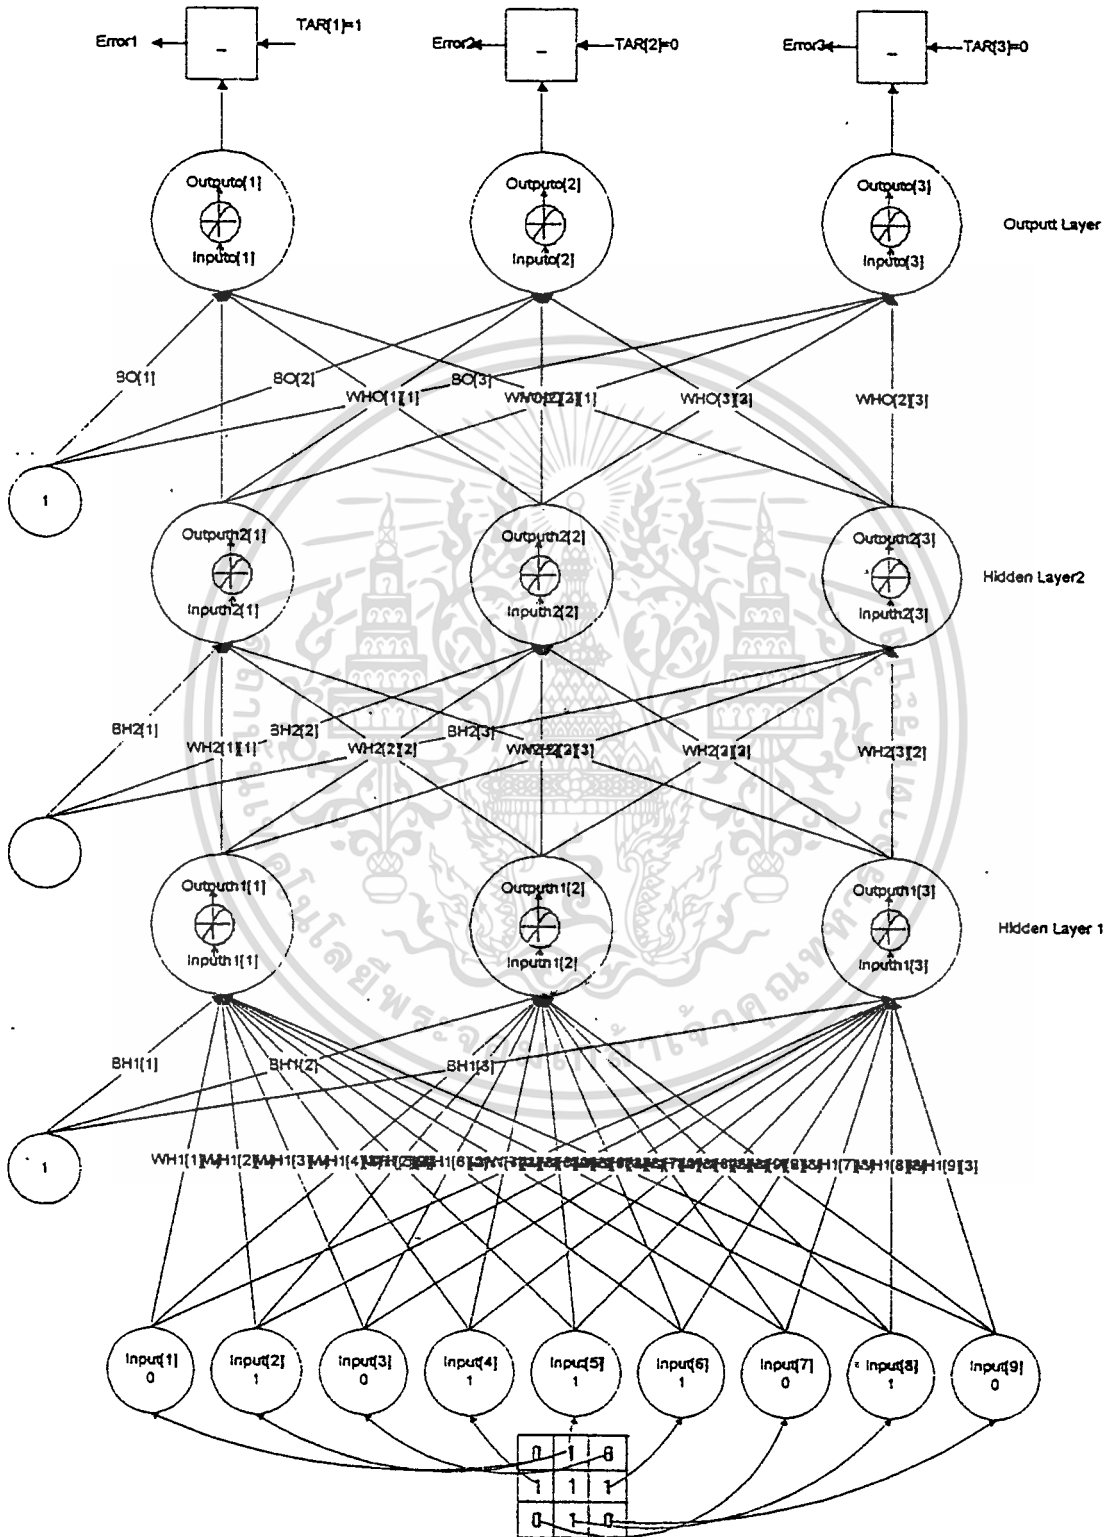 TAR[1]=1
Error1
-
Error2
-
TAR[2]=0
Error3
-
TAR[3]=0
Outputo[1]
Outputo[2]
Outputo[3]
Outputt Layer
Inputo[1]
Inputo[2]
Inputo[3]
BO[1]
BO[2]
BO[3]
WHO[1][1]
WHO[3][3]
WHO[2][3]
1
Outputh2[1]
Outputh2[2]
Outputh2[3]
Hidden Layer2
Inputh2[1]
Inputh2[2]
Inputh2[3]
BH2[1]
BH2[2]
BH2[3]
WH2[1][1]
WH2[2][2]
WH2[3][3]
WH2[3][2]
Outputh1[1]
Outputh1[2]
Outputh1[3]
Hidden Layer 1
Inputh1[1]
Inputh1[2]
Inputh1[3]
BH1[1]
BH1[2]
BH1[3]
1
WH1[9][3]
Input[1] Input[2] Input[3] Input[4] Input[5] Input[6] Input[7] Input[8] Input[9]
0 1 0 1 1 1 0 1 0
0 1 0
1 1 1
0 1 0